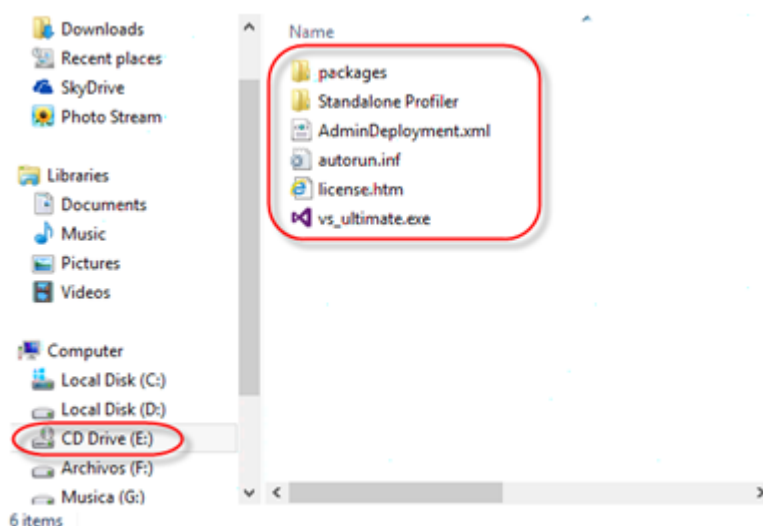 Downloads
Recent places
SkyDrive
Photo Stream
Libraries
Documents
Music
Pictures
Videos
Computer
Local Disk (C:)
Local Disk (D:)
CD Drive (E:)
Archivos (F:)
Musica (G:)
6 items
Name
packages
Standalone Profiler
AdminDeployment.xml
autorun.inf
license.htm
vs_ultimate.exe